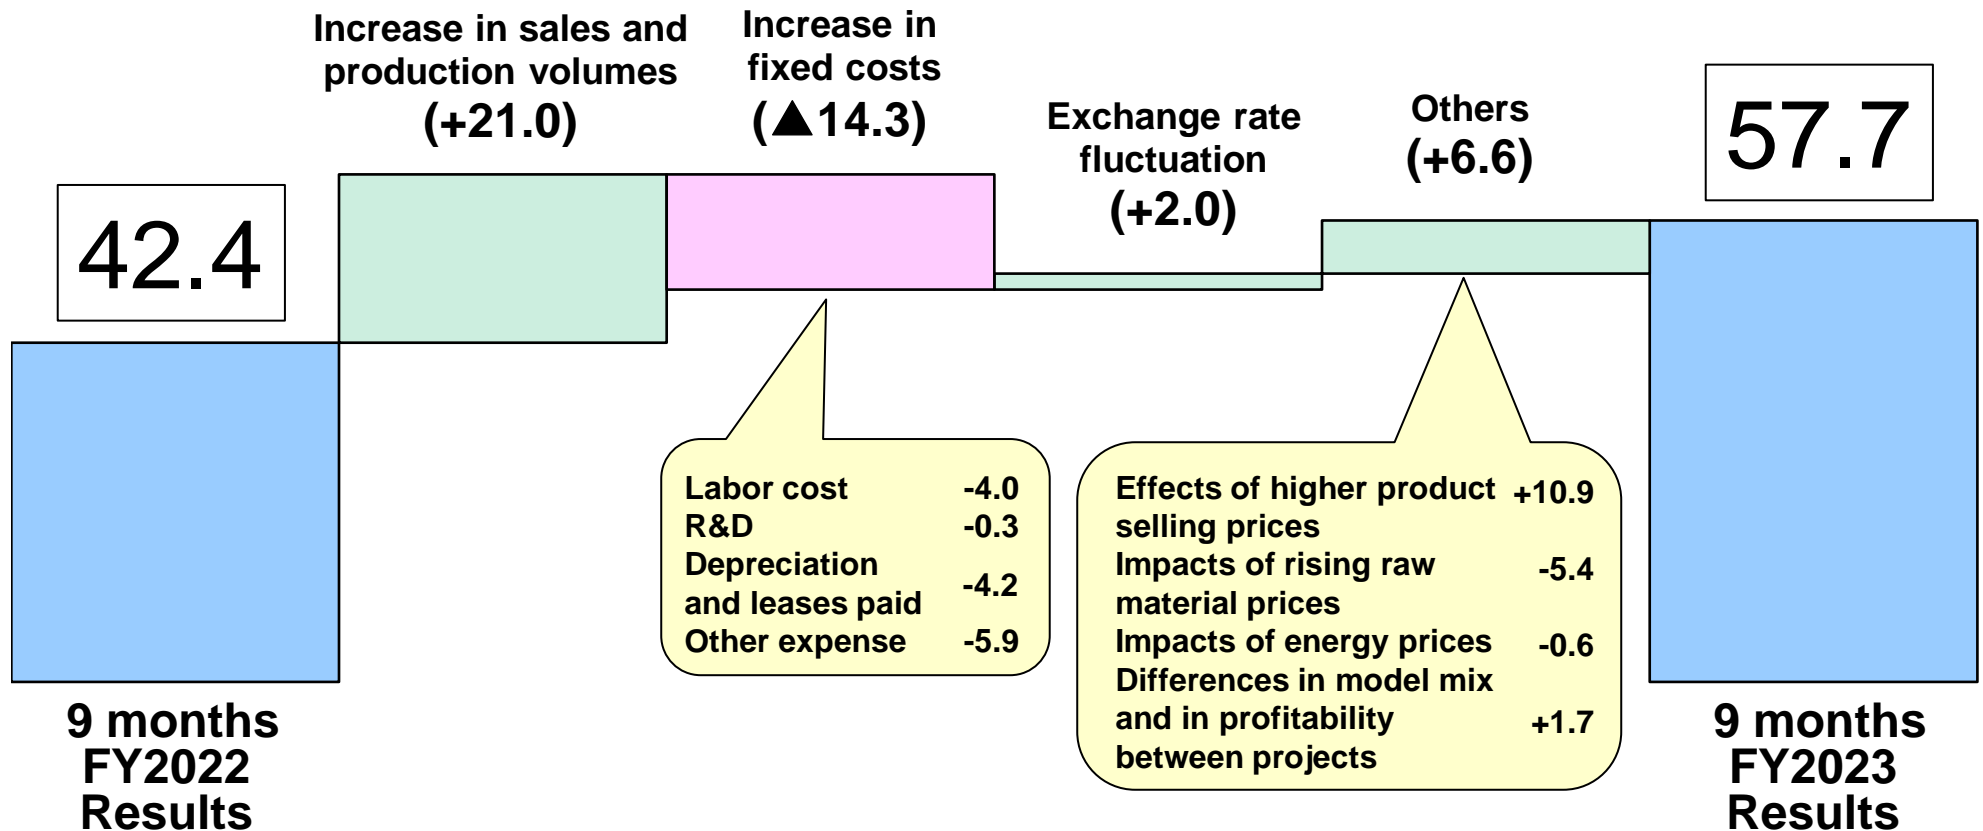 Increase in sales and
production volumes
(+21.0)
Increase in
fixed costs
(▲14.3)
Exchange rate
fluctuation
(+2.0)
Others
(+6.6)
57.7
42.4
Labor cost -4.0
R&D -0.3
Depreciation
and leases paid -4.2
Other expense -5.9
Effects of higher product +10.9
selling prices
Impacts of rising raw -5.4
material prices
Impacts of energy prices -0.6
Differences in model mix
and in profitability +1.7
between projects
9 months
FY2022
Results
9 months
FY2023
Results